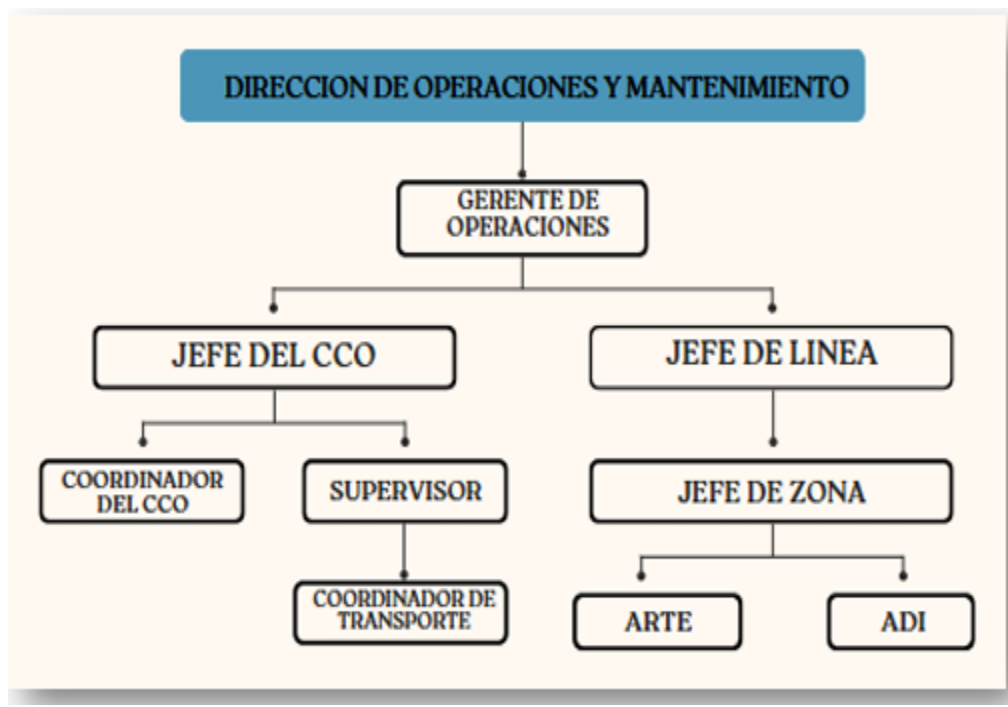 DIRECCION DE OPERACIONES Y MANTENIMIENTO
GERENTE DE
OPERACIONES
JEFE DEL CCO
JEFE DE LINEA
COORDINADOR
DEL CCO
SUPERVISOR
JEFE DE ZONA
COORDINADOR DE
TRANSPORTE
ARTE
ADI